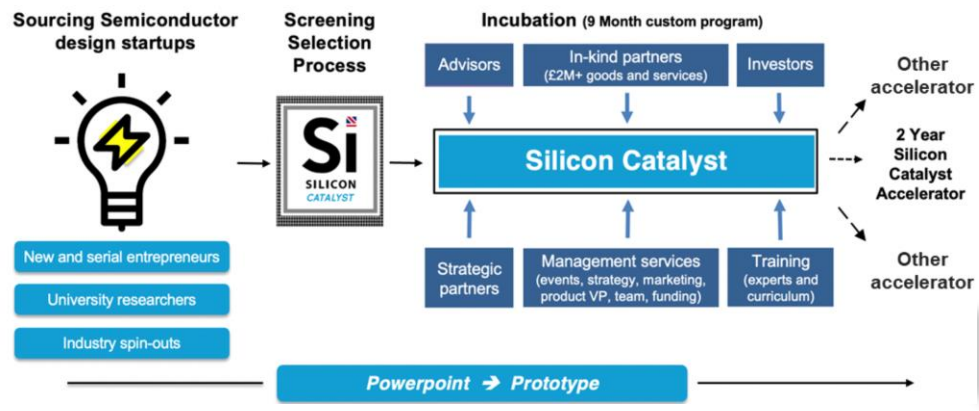 Sourcing Semiconductor
design startups
New and serial entrepreneurs
University researchers
Industry spin-outs
Screening
Selection
Process
Si
SILICON
CATALYST
Incubation (9 Month custom program)
Advisors
In-kind partners
(£2M+ goods and services)
Investors
Silicon Catalyst
Strategic
partners
Management services
(events, strategy, marketing,
product VP, team, funding)
Training
(experts and
curriculum)
Other
accelerator
2 Year
Silicon
Catalyst
Accelerator
Other
accelerator
Powerpoint ➔ Prototype